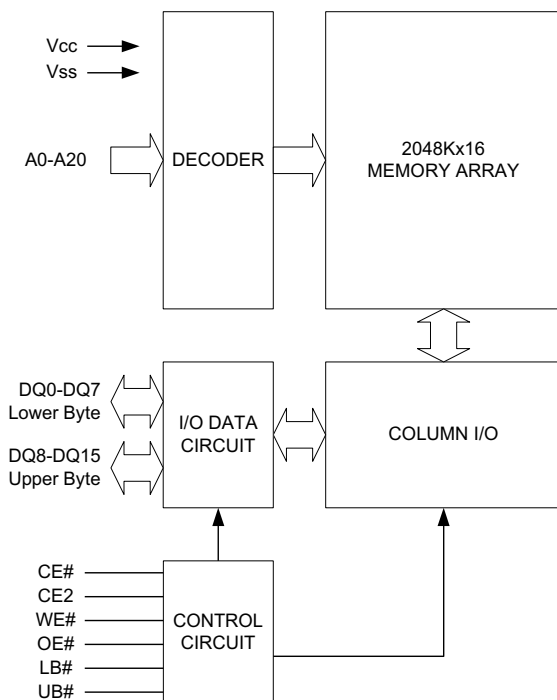 Vcc
Vss
A0-A20
DECODER
2048Kx16
MEMORY ARRAY
DQ0-DQ7
Lower Byte
DQ8-DQ15
Upper Byte
I/O DATA
CIRCUIT
COLUMN I/O
CE#
CE2
WE#
OE#
LB#
UB#
CONTROL
CIRCUIT